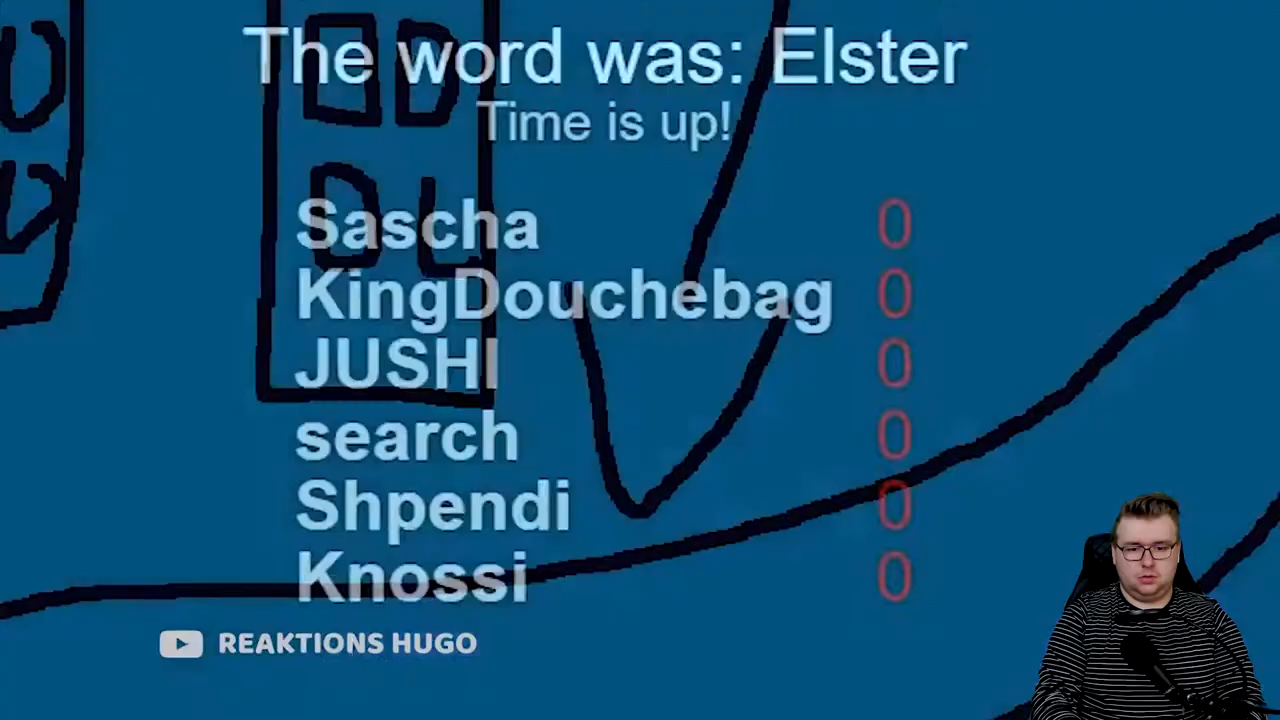 The word was: Elster
Time is up!
Sascha 0
KingDouchebag 0
JUSHI 0
search 0
Shpendi 0
Knossi 0
REAKTIONS HUGO